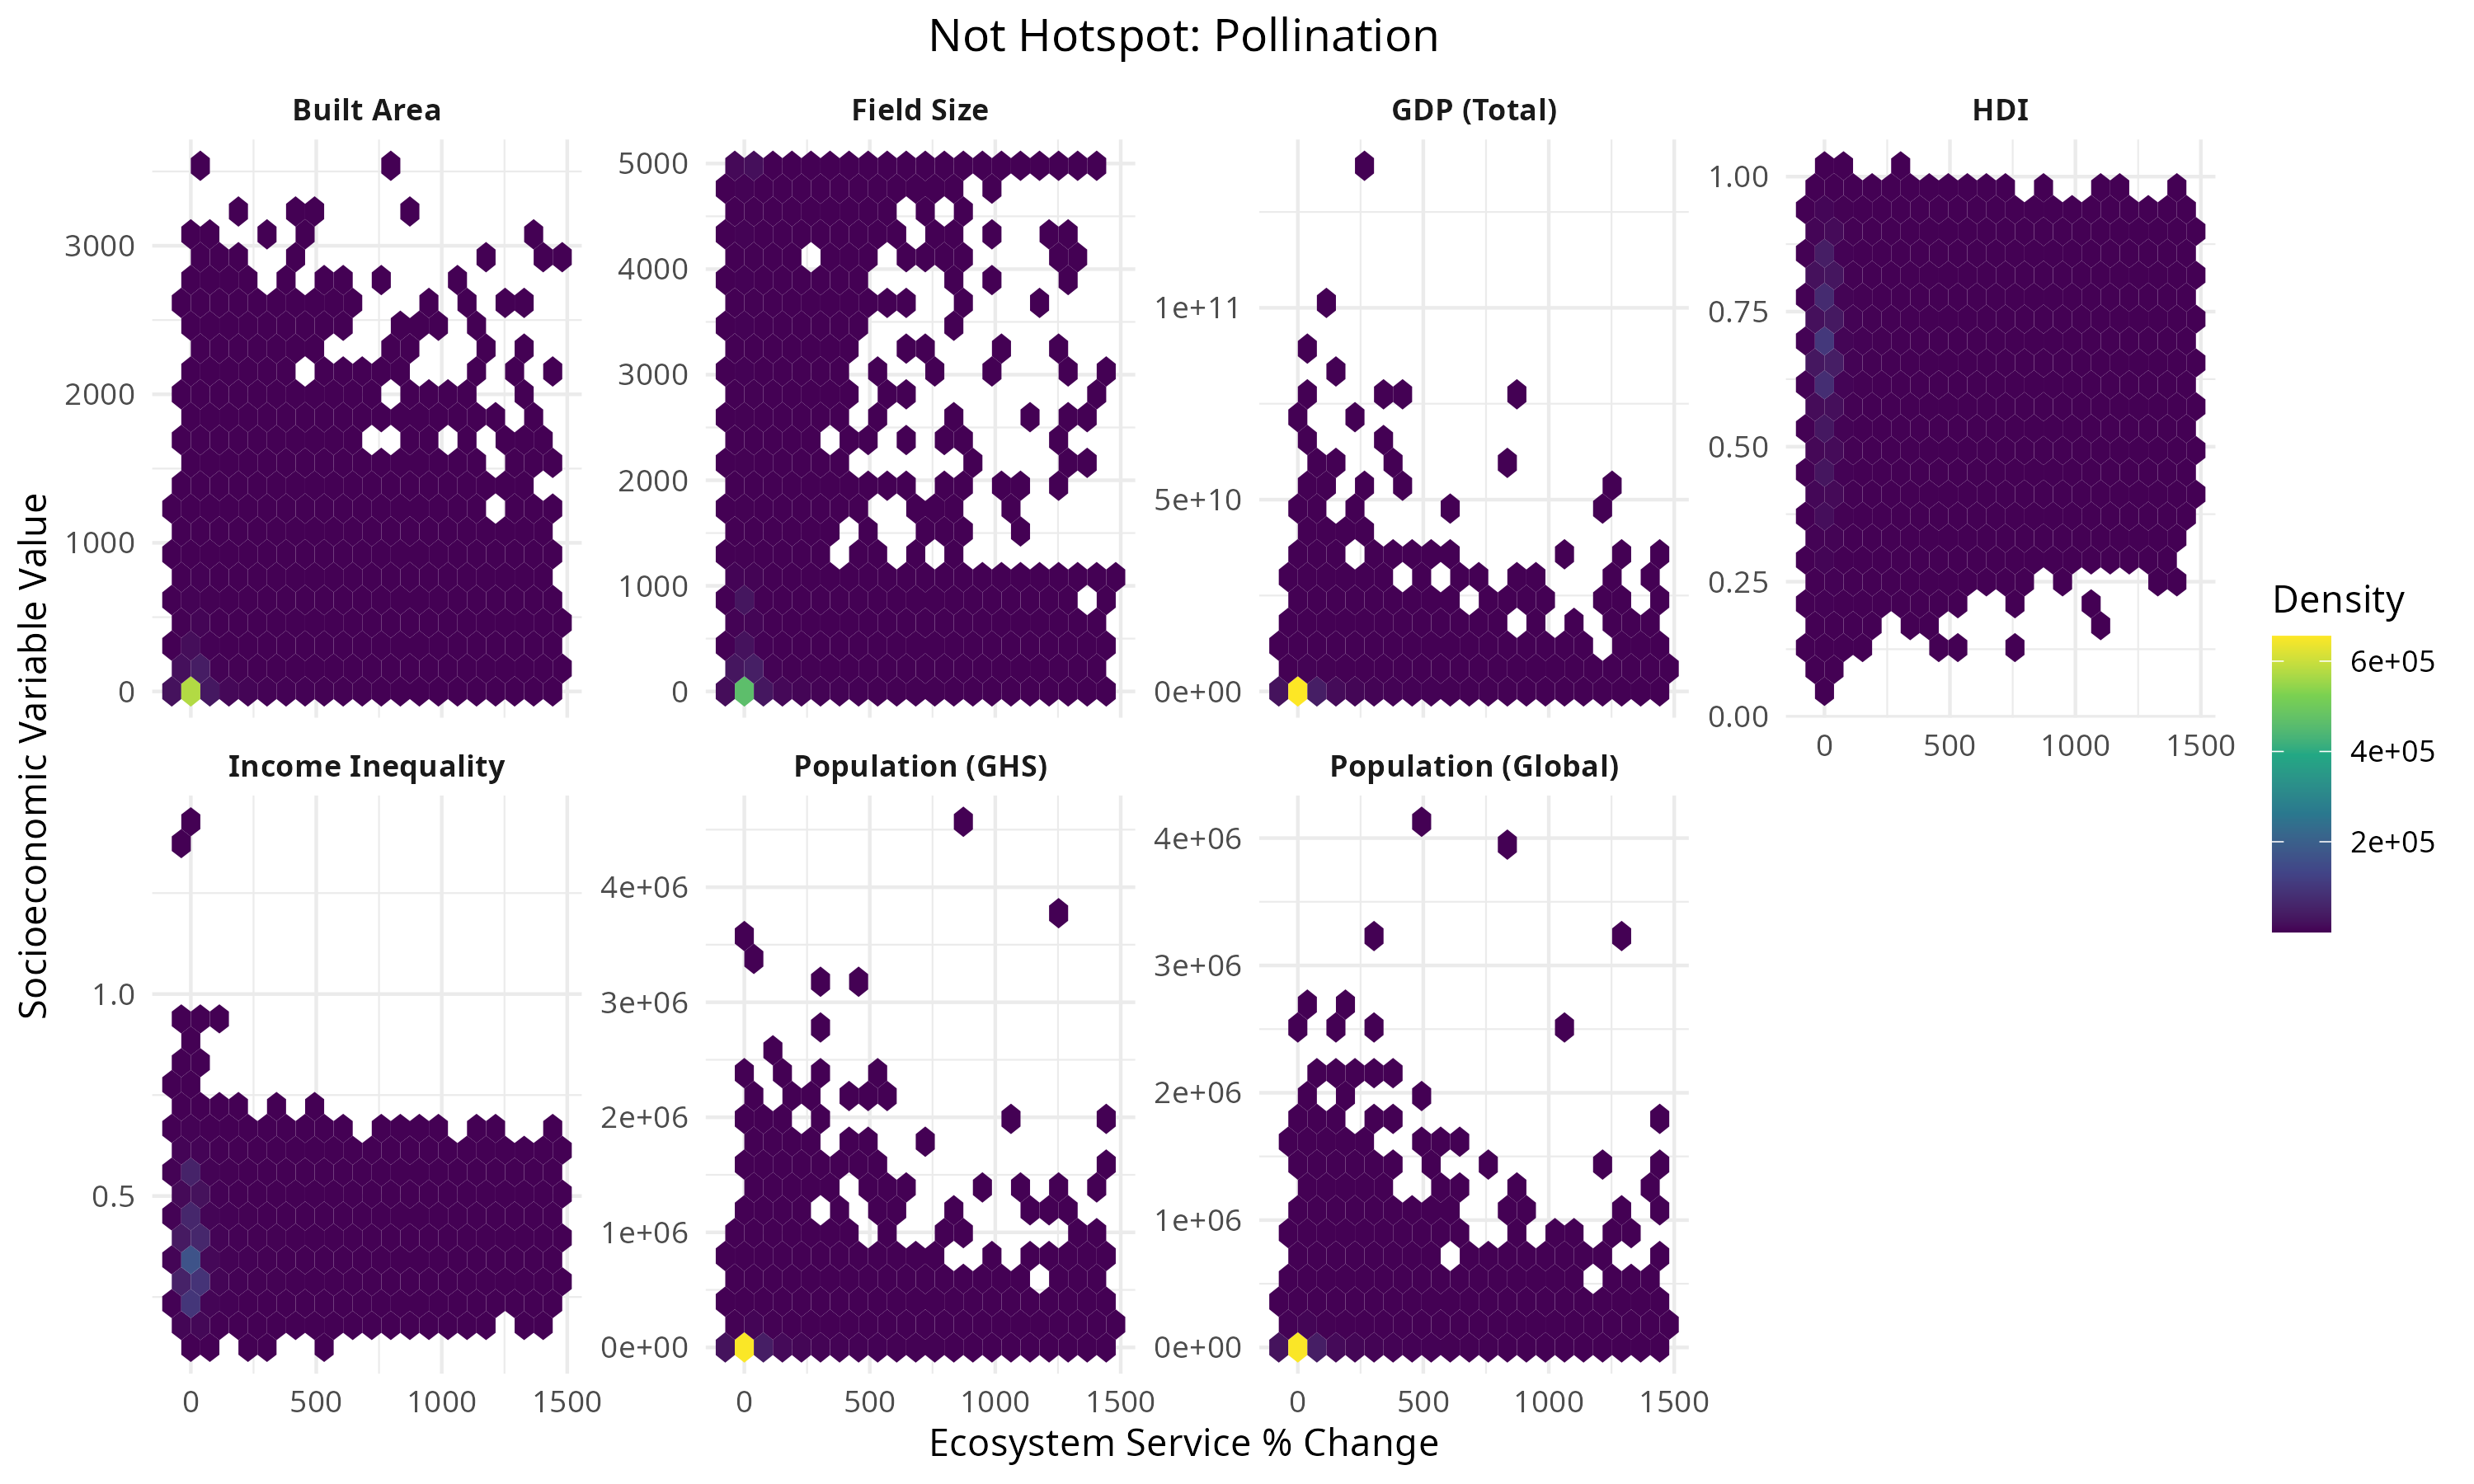 Not Hotspot: Pollination
Built Area
Field Size
GDP (Total)
HDI
3000
2000
1000
0
5000
4000
3000
2000
1000
0
1e+11
5e+10
0e+00
1.00
0.75
0.50
0.25
0.00
0
500
1000
1500
Income Inequality
Population (GHS)
Population (Global)
1.0
0.5
4e+06
3e+06
2e+06
1e+06
0e+00
4e+06
3e+06
2e+06
1e+06
0e+00
0
500
1000
1500
0
500
1000
1500
0
500
1000
1500
Ecosystem Service % Change
Socioeconomic Variable Value
Density
6e+05
4e+05
2e+05